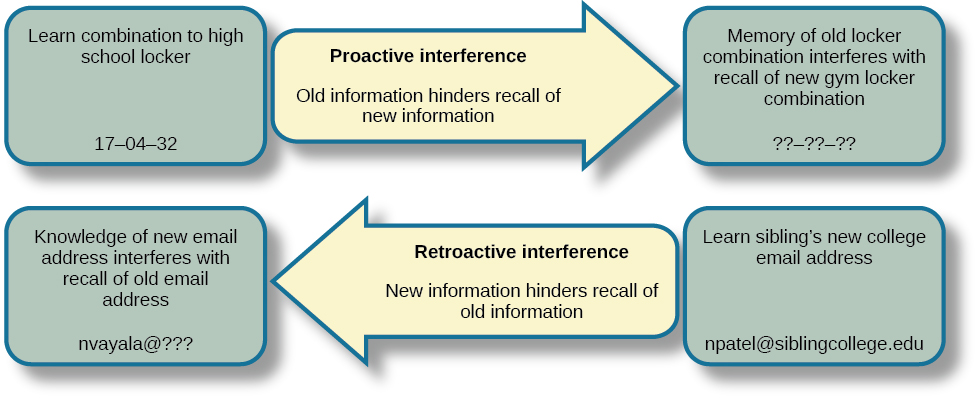 Learn combination to high
school locker
17–04–32
Proactive interference
Old information hinders recall of
new information
Memory of old locker
combination interferes with
recall of new gym locker
combination
??–??–??
Knowledge of new email
address interferes with
recall of old email
address
nvayala@???
Retroactive interference
New information hinders recall of
old information
Learn sibling’s new college
email address
npatel@siblingcollege.edu